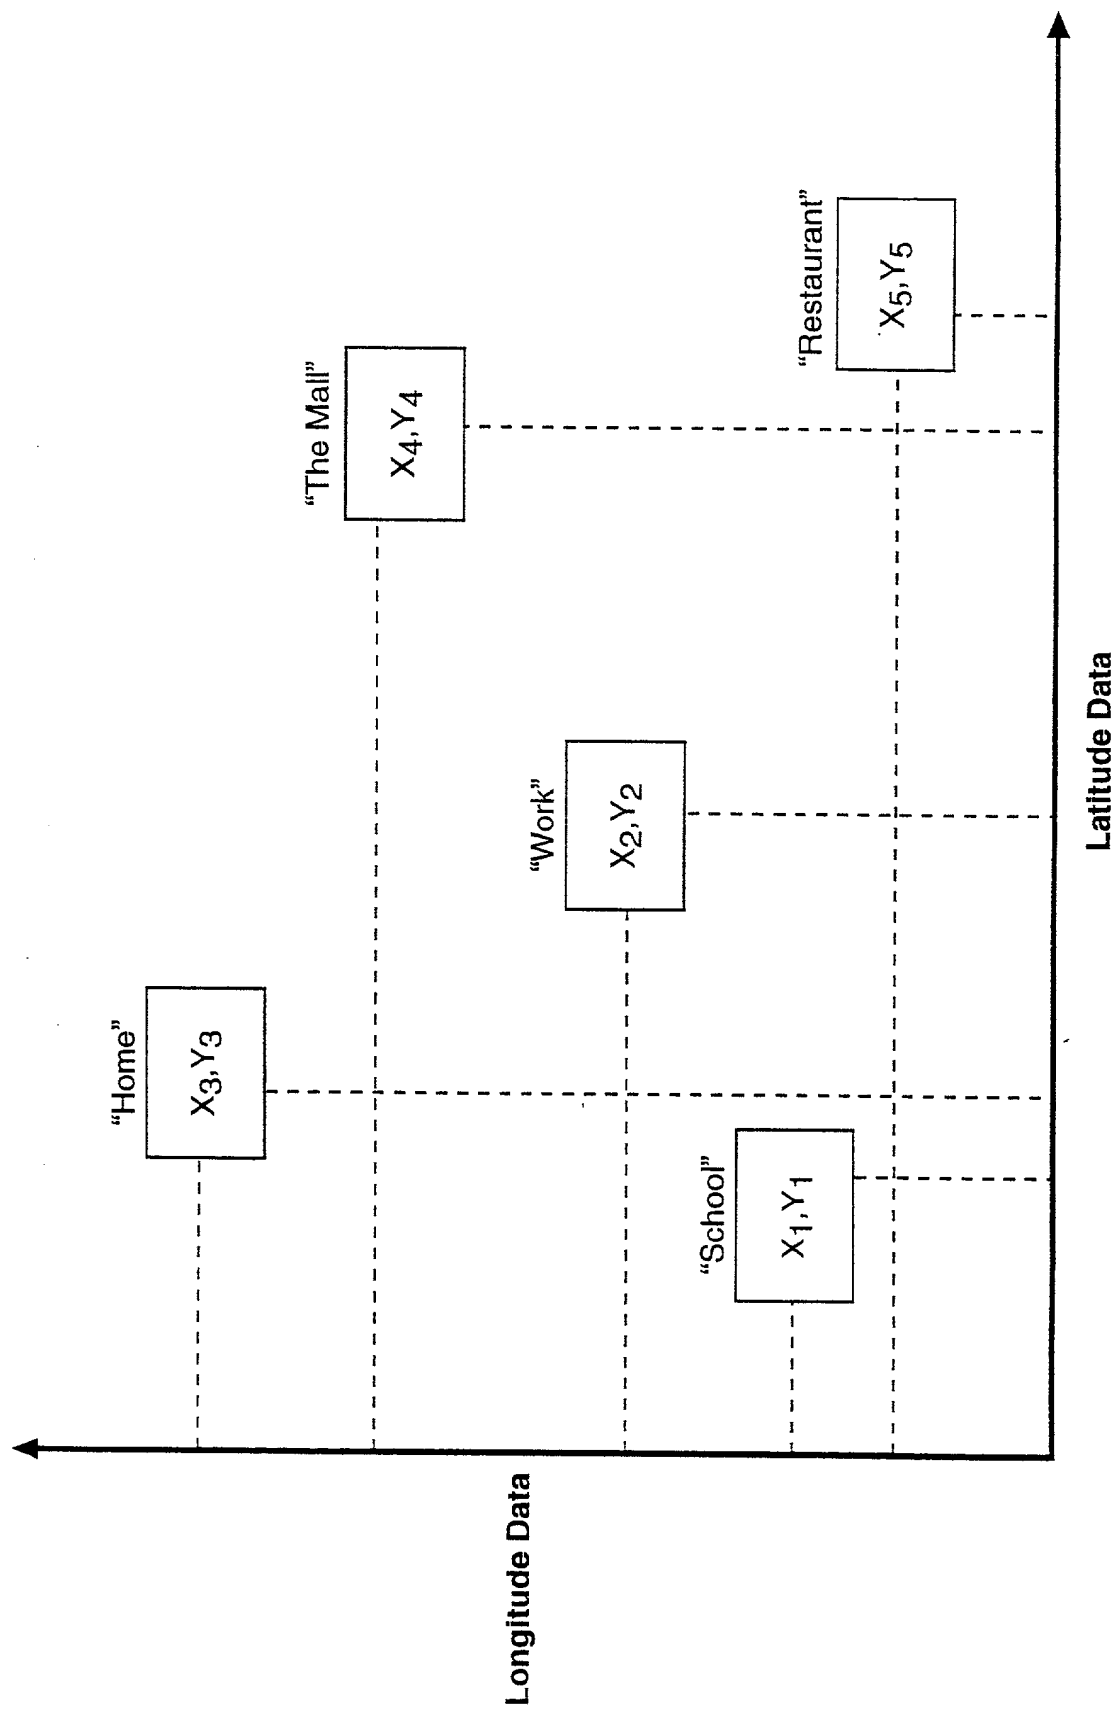 “Home”
X3,Y3
“The Mall”
X4,Y4
“Work”
X2,Y2
“School”
X1,Y1
“Restaurant”
X5,Y5
Longitude Data
Latitude Data